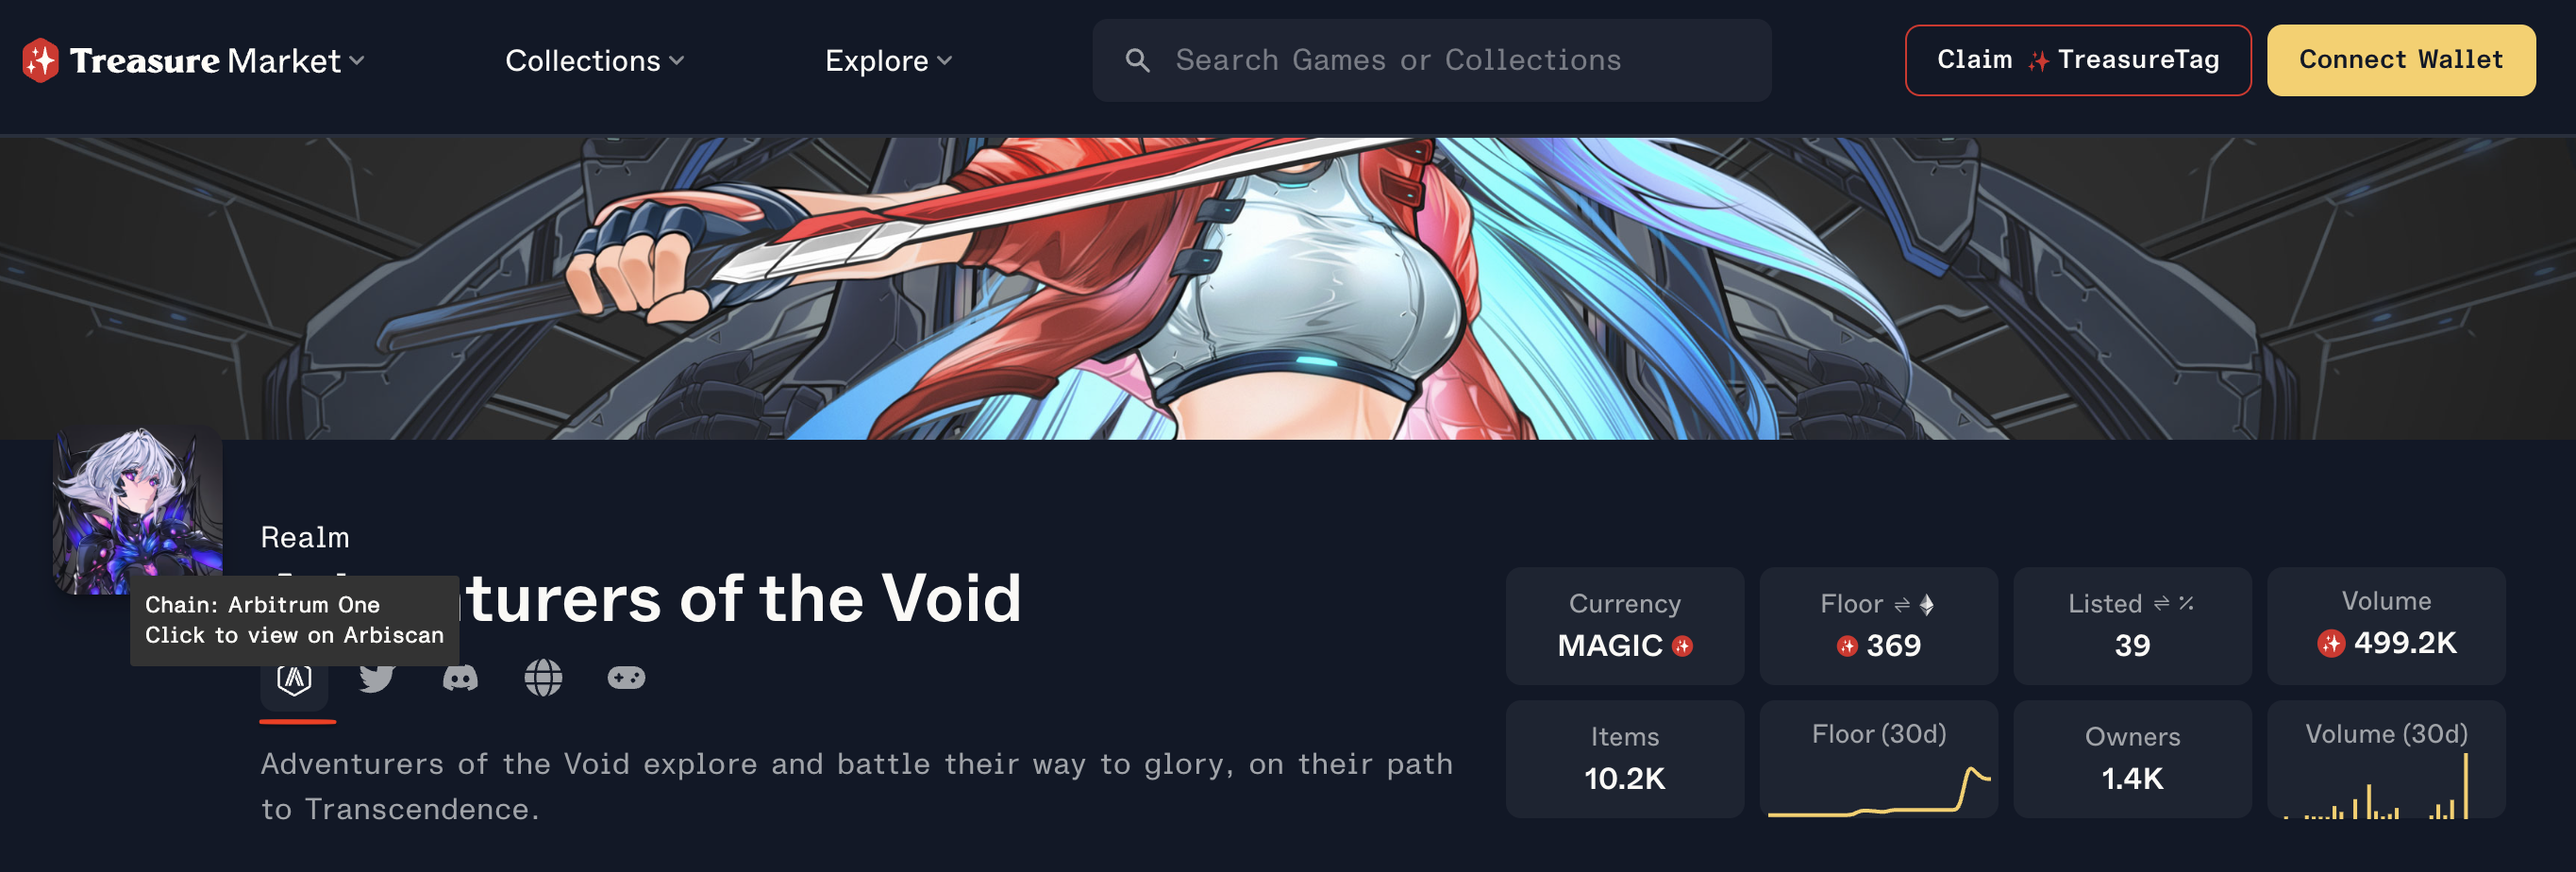 Treasure Market
Collections
Explore
Search Games or Collections
Claim TreasureTag
Connect Wallet
Realm
turers of the Void
Chain: Arbitrum One
Click to view on Arbiscan
Adventurers of the Void explore and battle their way to glory, on their path
to Transcendence.
Currency
MAGIC
Floor ⇌
369
Listed ⇌ %
39
Volume
499.2K
Items
10.2K
Floor (30d)
Owners
1.4K
Volume (30d)